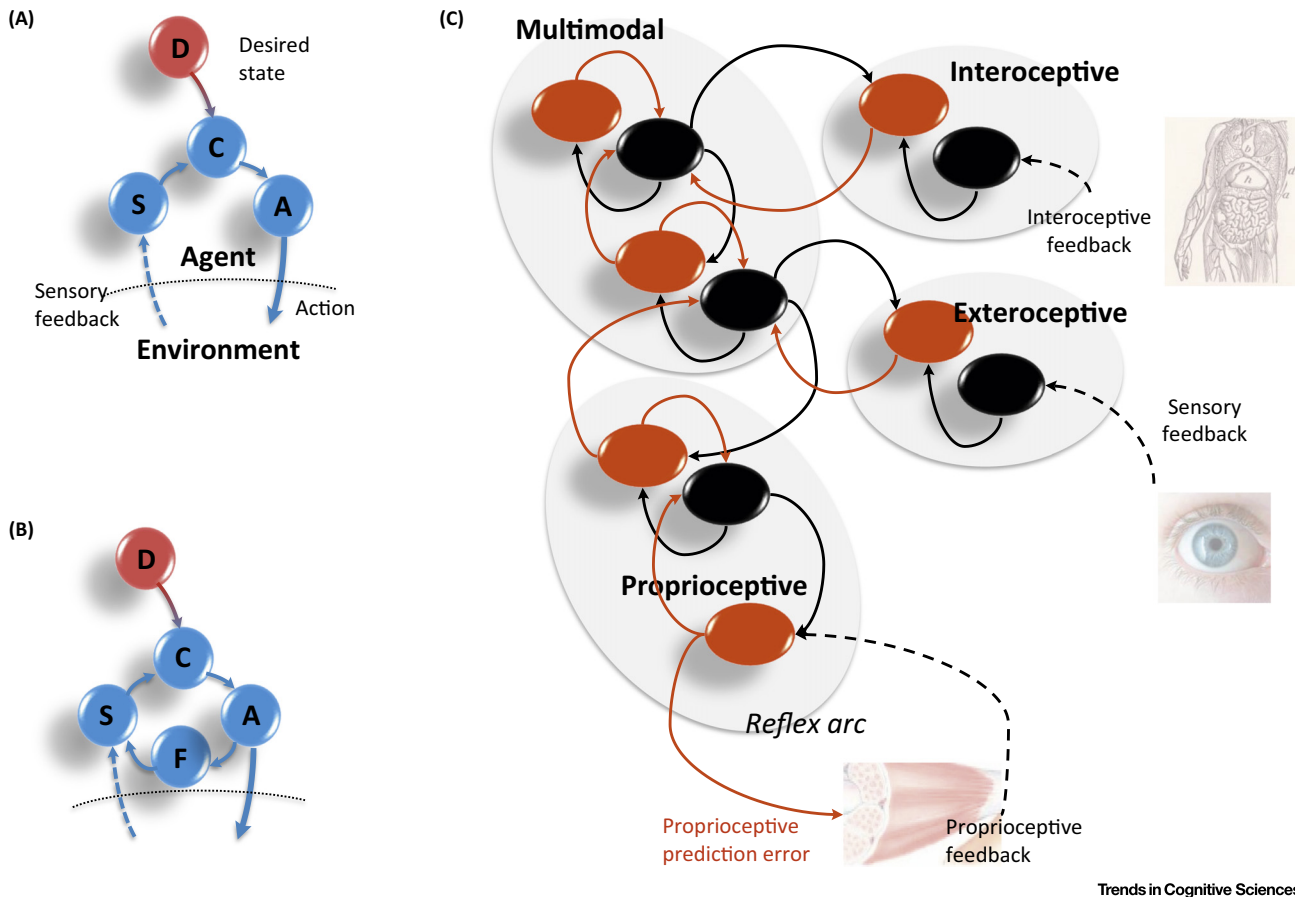 (A)
D
Desired
state
C
S
A
Agent
Sensory
feedback
Action
Environment
(B)
D
C
S
A
F
(C)
Multimodal
Interoceptive
Interoceptive
feedback
Exteroceptive
Sensory
feedback
Proprioceptive
Reflex arc
Proprioceptive
prediction error
Proprioceptive
feedback
Trends in Cognitive Sciences